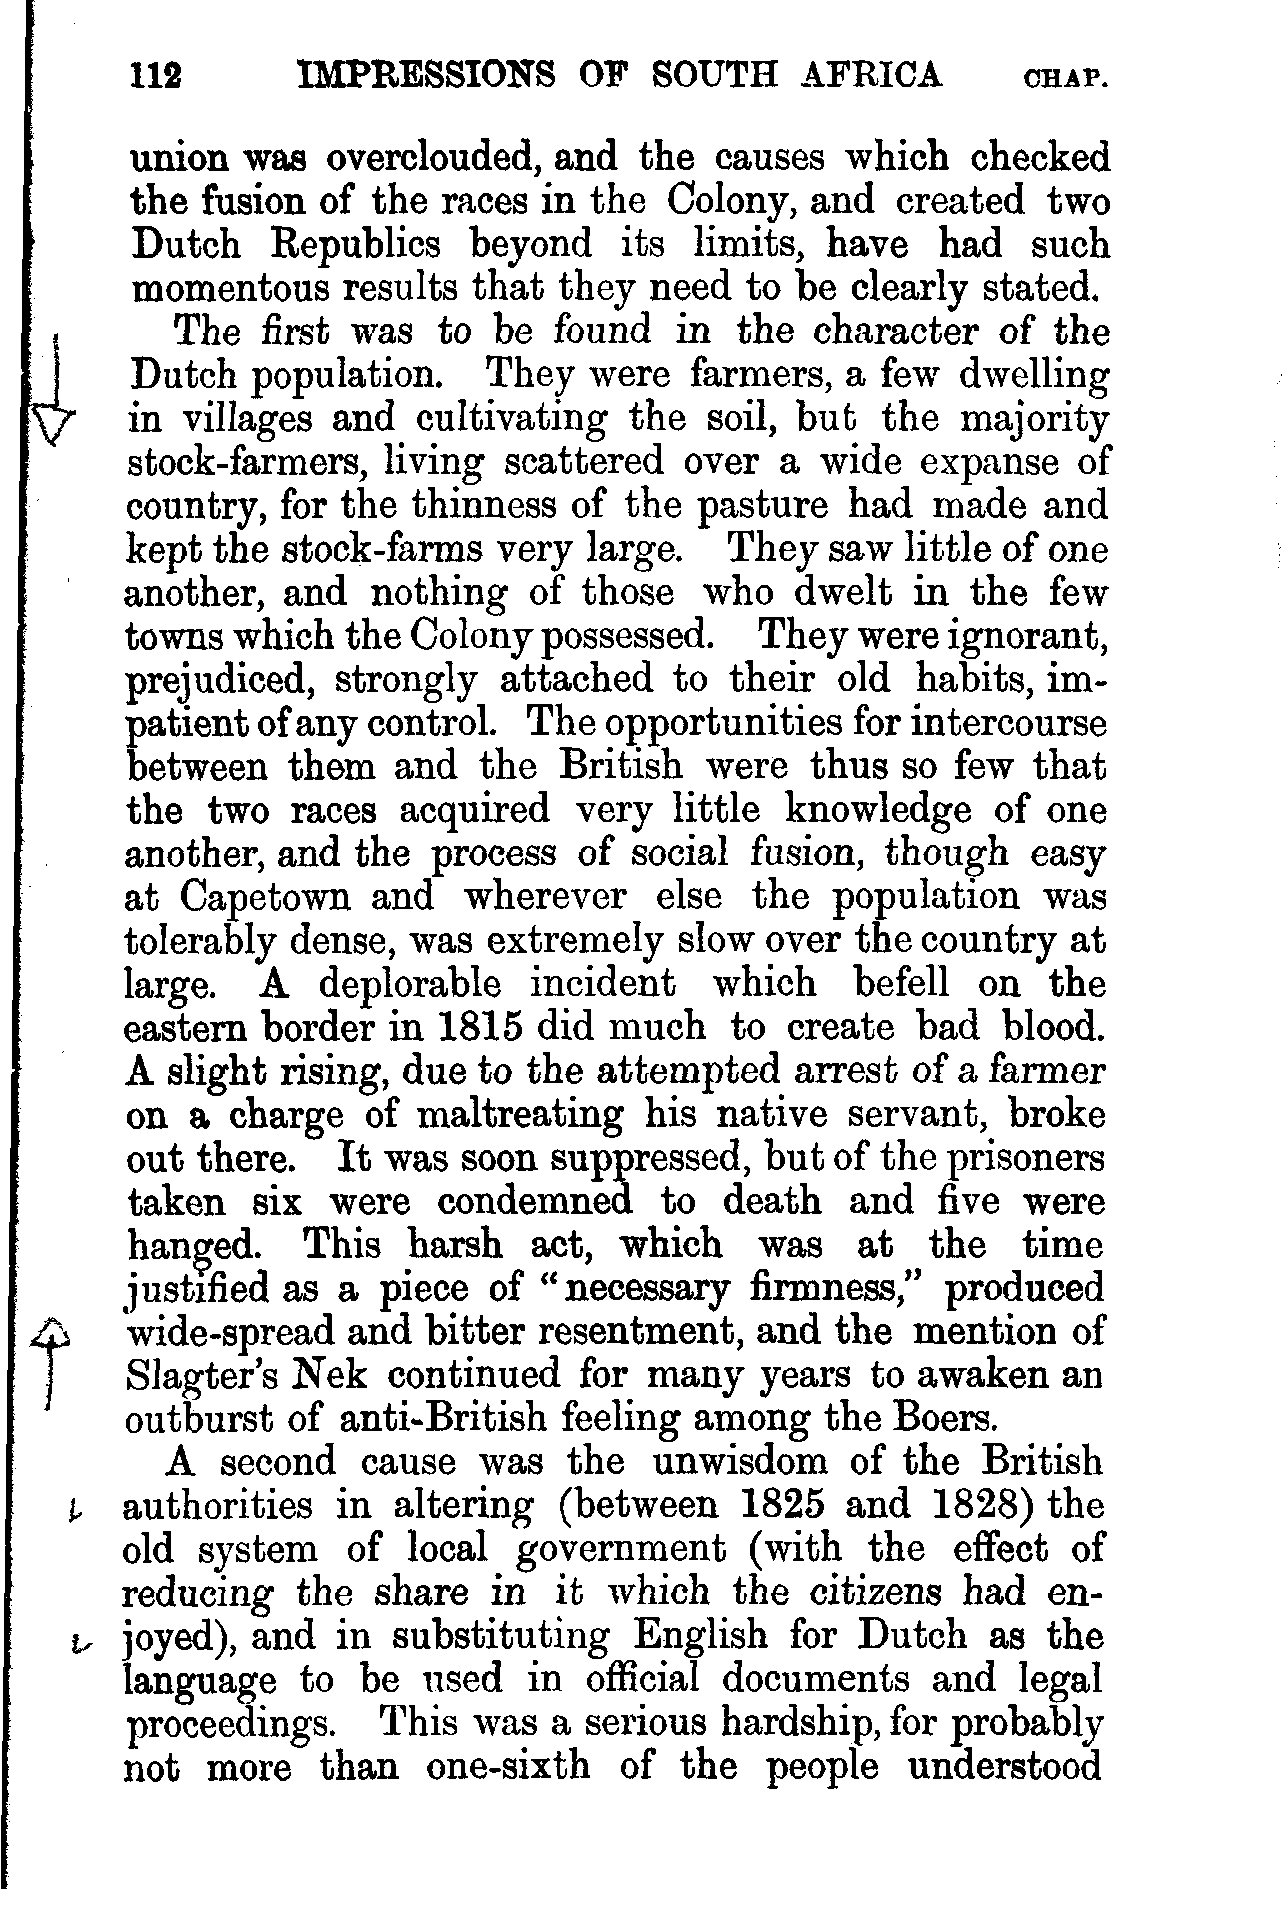 112 IMPRESSIONS OF SOUTH AFRICA CHAP.
union was overclouded, and the causes which checked
the fusion of the races in the Colony, and created two
Dutch Republics beyond its limits, have had such
momentous results that they need to be clearly stated.
The first was to be found in the character of the
Dutch population. They were farmers, a few dwelling
in villages and cultivating the soil, but the majority
stock-farmers, living scattered over a wide expanse of
country, for the thinness of the pasture had made and
kept the stock-farms very large. They saw little of one
another, and nothing of those who dwelt in the few
towns which the Colony possessed. They were ignorant,
prejudiced, strongly attached to their old habits, im-
patient of any control. The opportunities for intercourse
between them and the British were thus so few that
the two races acquired very little knowledge of one
another, and the process of social fusion, though easy
at Capetown and wherever else the population was
tolerably dense, was extremely slow over the country at
large. A deplorable incident which befell on the
eastern border in 1815 did much to create bad blood.
A slight rising, due to the attempted arrest of a farmer
on a charge of maltreating his native servant, broke
out there. It was soon suppressed, but of the prisoners
taken six were condemned to death and five were
hanged. This harsh act, which was at the time
justified as a piece of “necessary firmness,” produced
wide-spread and bitter resentment, and the mention of
Slagter’s Nek continued for many years to awaken an
outburst of anti-British feeling among the Boers.
A second cause was the unwisdom of the British
authorities in altering (between 1825 and 1828) the
old system of local government (with the effect of
reducing the share in it which the citizens had en-
joyed), and in substituting English for Dutch as the
language to be used in official documents and legal
proceedings. This was a serious hardship, for probably
not more than one-sixth of the people understood